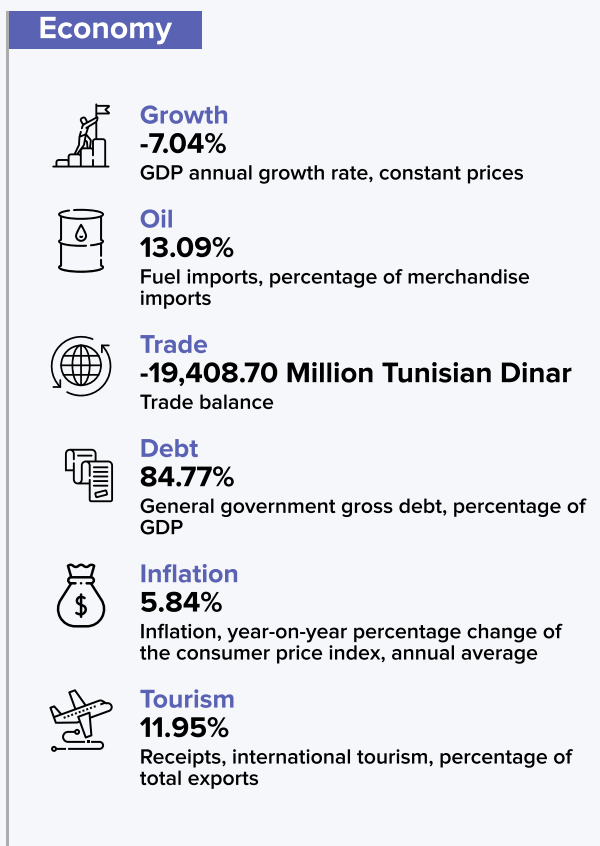 Economy
Growth
-7.04%
GDP annual growth rate, constant prices
Oil
13.09%
Fuel imports, percentage of merchandise
imports
Trade
-19,408.70 Million Tunisian Dinar
Trade balance
Debt
84.77%
General government gross debt, percentage of
GDP
$
Inflation
5.84%
Inflation, year-on-year percentage change of
the consumer price index, annual average
Tourism
11.95%
Receipts, international tourism, percentage of
total exports